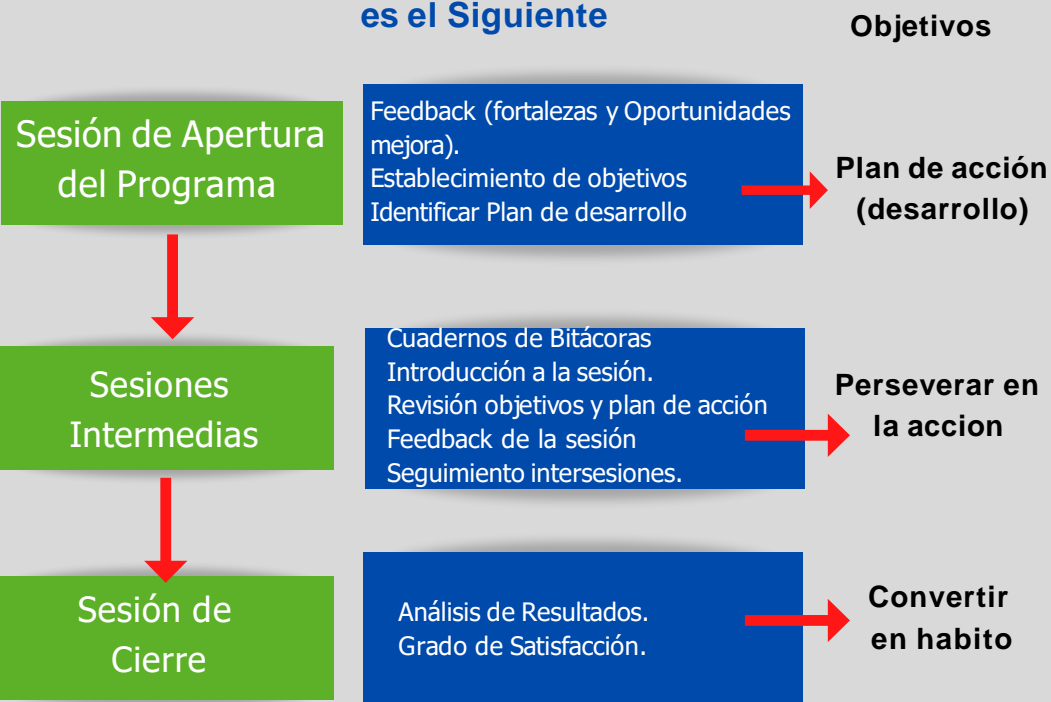 es el Siguiente
Objetivos
Sesión de Apertura
del Programa
Feedback (fortalezas y Oportunidades
mejora).
Establecimiento de objetivos
Identificar Plan de desarrollo
Plan de acción
(desarrollo)
Sesiones
Intermedias
Cuadernos de Bitácoras
Introducción a la sesión.
Revisión objetivos y plan de acción
Feedback de la sesión
Seguimiento intersesiones.
Perseverar en
la accion
Sesión de
Cierre
Análisis de Resultados.
Grado de Satisfacción.
Convertir
en habito